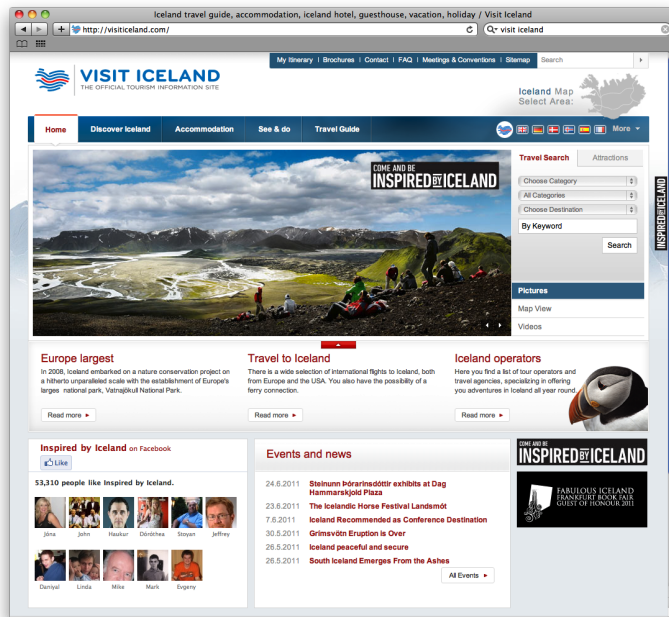 Iceland travel guide, accommodation, iceland hotel, guesthouse, vacation, holiday / Visit Iceland
http://visiticeland.com/
visit iceland
My Itinerary | Brochures | Contact | FAQ | Meetings & Conventions | Sitemap
Search
VISIT ICELAND
THE OFFICIAL TOURISM INFORMATION SITE
Iceland Map
Select Area:
Home
Discover Iceland
Accommodation
See & do
Travel Guide
More
COME AND BE
INSPIRED BY ICELAND
Travel Search
Attractions
Choose Category
All Categories
Choose Destination
By Keyword
Search
Pictures
Map View
Videos
INSPIRED BY ICELAND
Europe largest
In 2008, Iceland embarked on a nature conservation project on
a hitherto unparalleled scale with the establishment of Europe's
larges national park, Vatnajökull National Park.
Read more
Travel to Iceland
There is a wide selection of international flights to Iceland, both
from Europe and the USA. You also have the possibility of a
ferry connection.
Read more
Iceland operators
Here you find a list of tour operators and
travel agencies, specializing in offering
you adventures in Iceland all year round.
Read more
Inspired by Iceland on Facebook
Like
53,310 people like Inspired by Iceland.
Jóna John Haukur Dórothea Stoyan Jeffrey
Daniyal Linda Mike Mark Evgeny
Events and news
24.6.2011 Steinunn Þórarinsdóttir exhibits at Dag
Hammarskjold Plaza
23.6.2011 The Icelandic Horse Festival Landsmót
7.6.2011 Iceland Recommended as Conference Destination
30.5.2011 Grímsvötn Eruption is Over
26.5.2011 Iceland peaceful and secure
26.5.2011 South Iceland Emerges From the Ashes
All Events
COME AND BE
INSPIRED BY ICELAND
FABULOUS ICELAND
FRANKFURT BOOK FAIR
GUEST OF HONOUR 2011